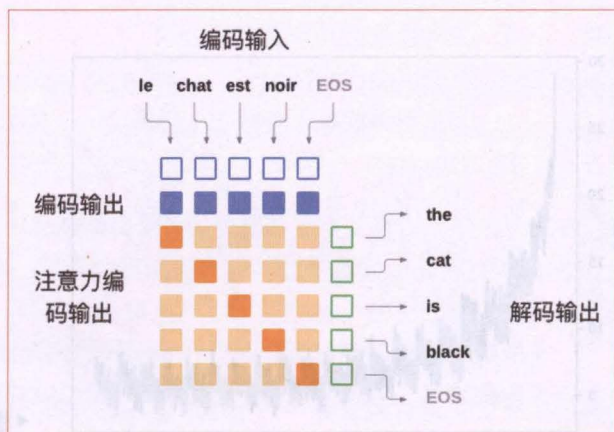 编码输入
le chat est noir EOS
编码输出
the
cat
注意力编
码输出
is
解码输出
black
EOS